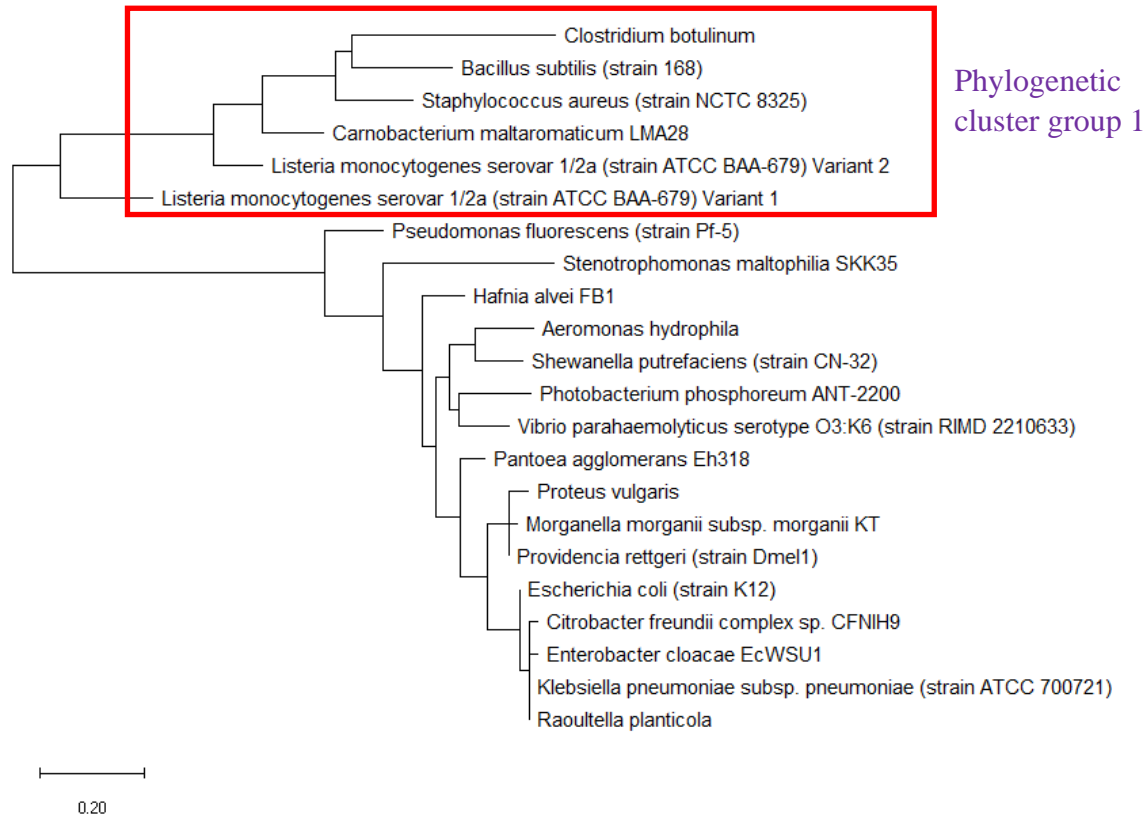 Clostridium botulinum
Bacillus subtilis (strain 168)
Staphylococcus aureus (strain NCTC 8325)
Carnobacterium maltaromaticum LMA28
Listeria monocytogenes serovar 1/2a (strain ATCC BAA-679) Variant 2
Listeria monocytogenes serovar 1/2a (strain ATCC BAA-679) Variant 1
Phylogenetic
cluster group 1
Pseudomonas fluorescens (strain Pf-5)
Stenotrophomonas maltophilia SKK35
Hafnia alvei FB1
Aeromonas hydrophila
Shewanella putrefaciens (strain CN-32)
Photobacterium phosphoreum ANT-2200
Vibrio parahaemolyticus serotype O3:K6 (strain RIMD 2210633)
Pantoea agglomerans Eh318
Proteus vulgaris
Morganella morganii subsp. morganii KT
Providencia rettgeri (strain Dmel1)
Escherichia coli (strain K12)
Citrobacter freundii complex sp. CFNIH9
Enterobacter cloacae EcWSU1
Klebsiella pneumoniae subsp. pneumoniae (strain ATCC 700721)
Raoultella planticola
0.20